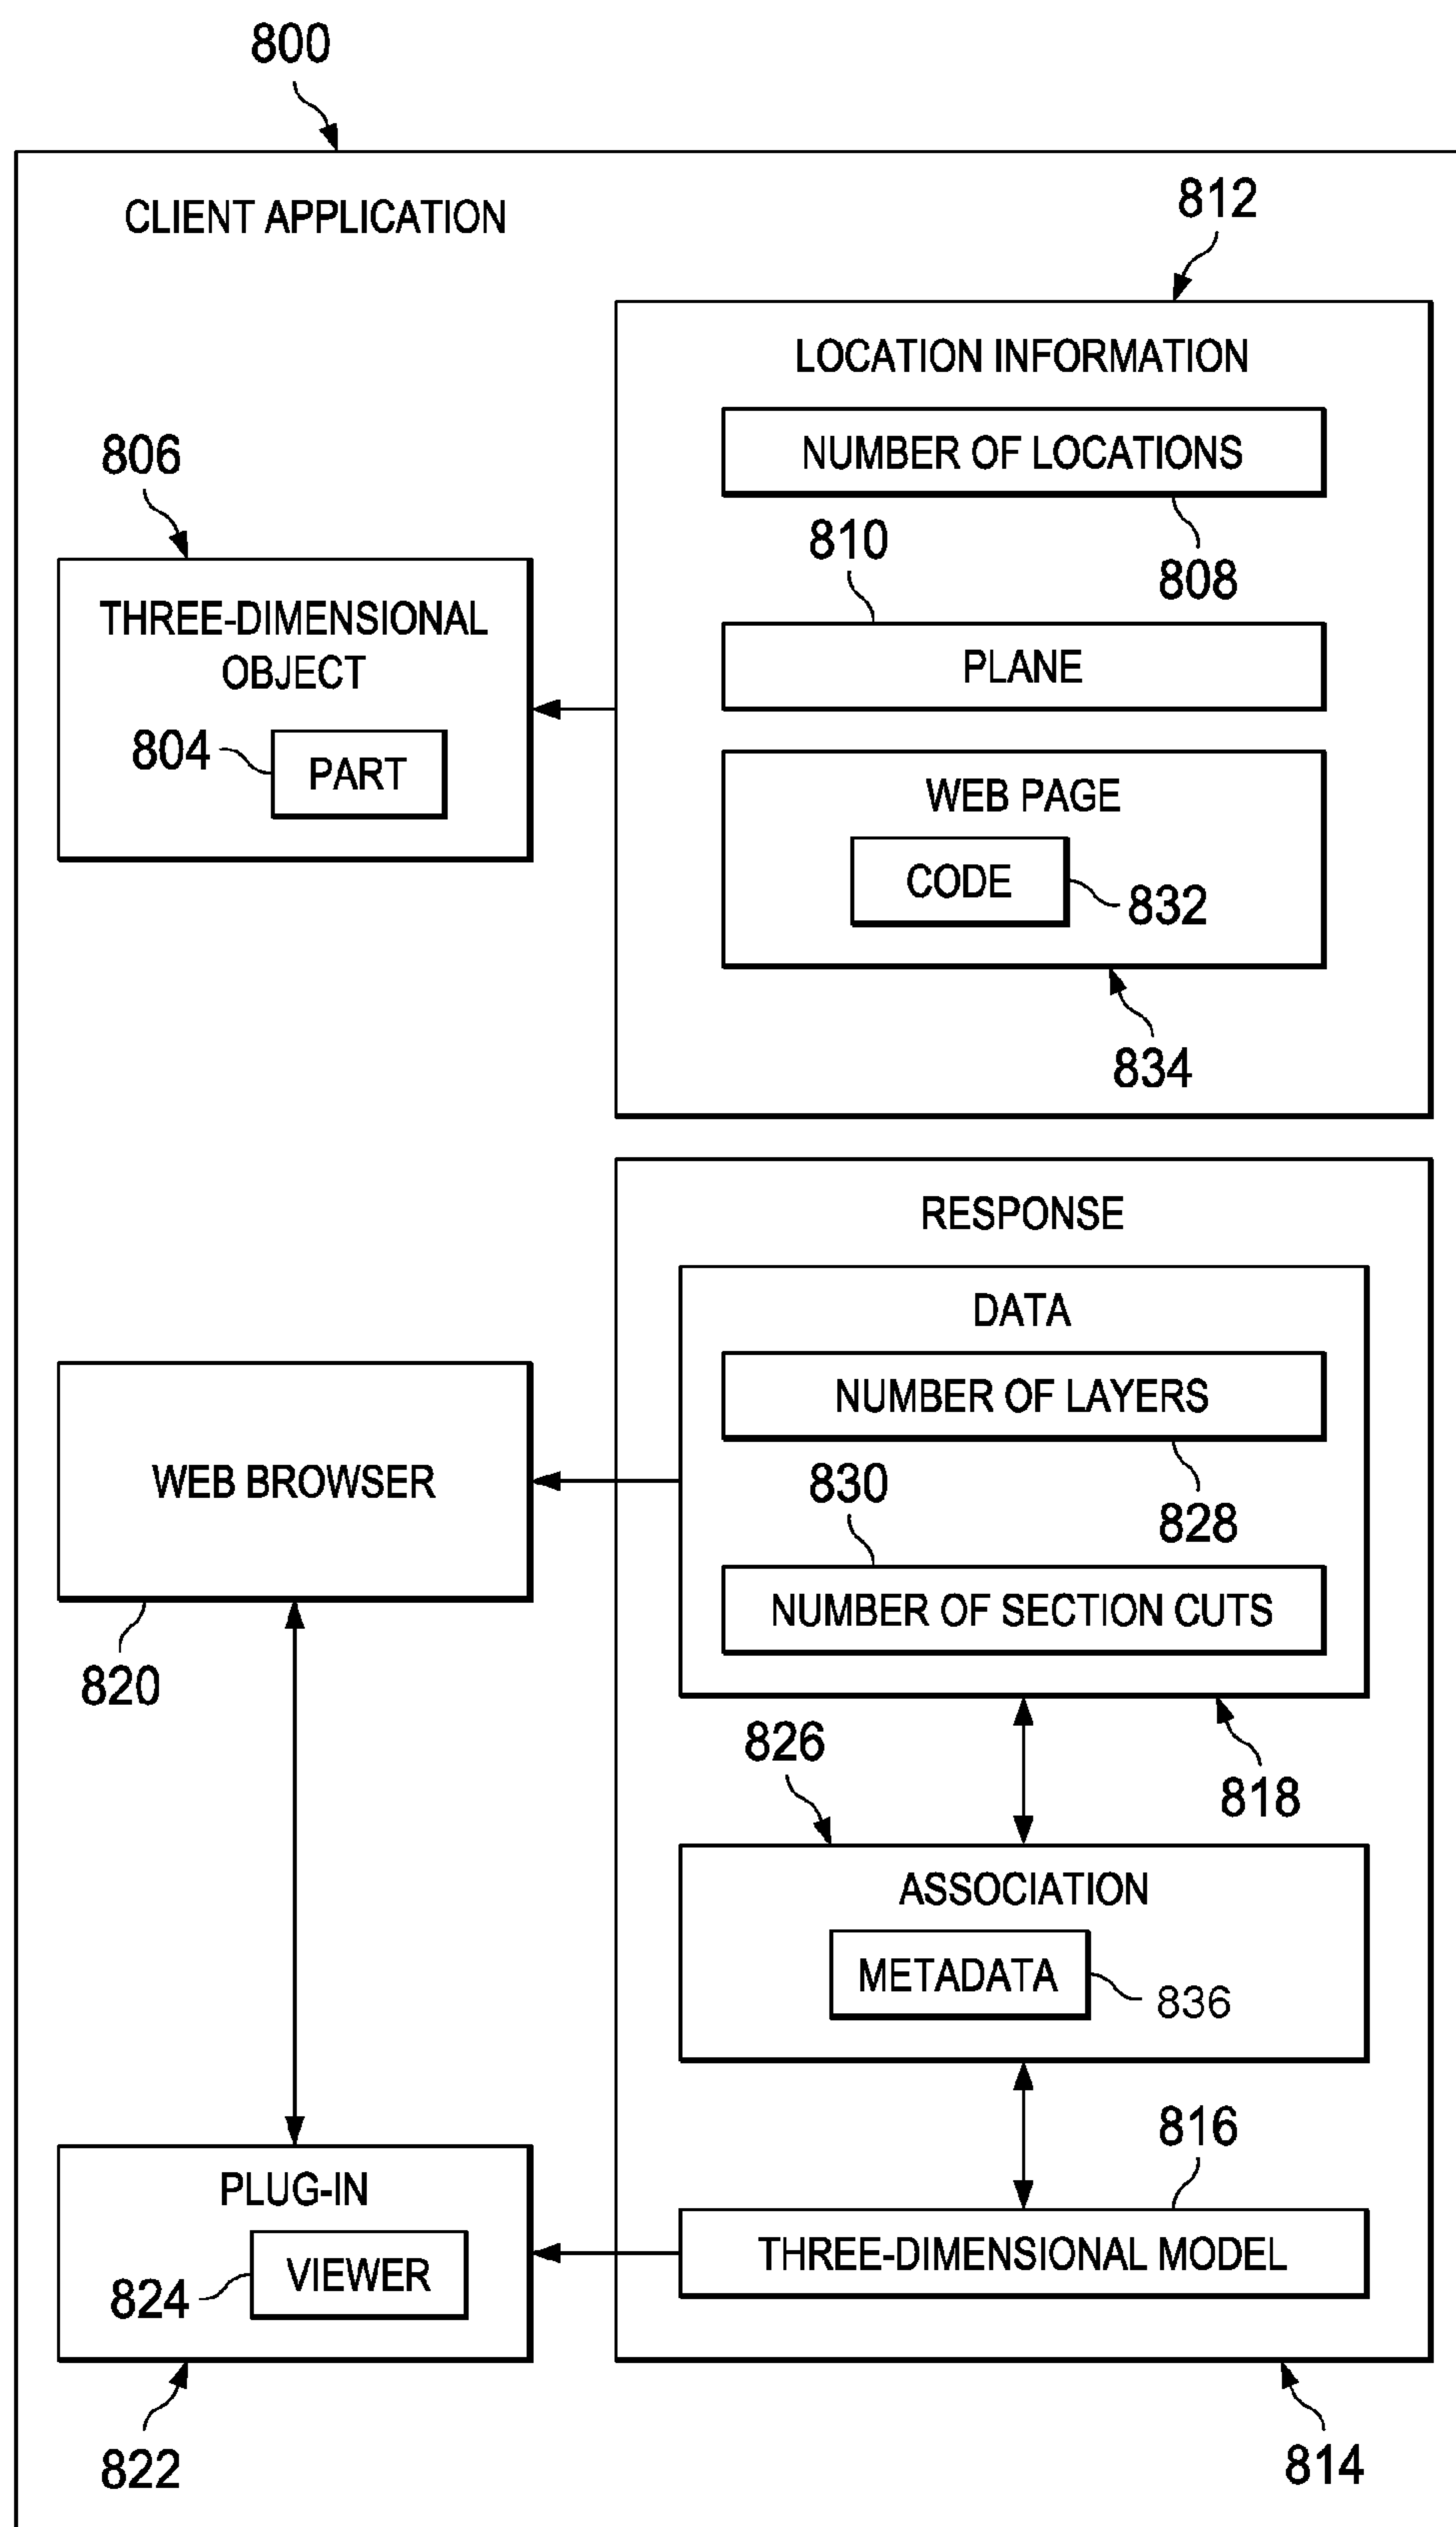 800
CLIENT APPLICATION
812
LOCATION INFORMATION
NUMBER OF LOCATIONS
808
806
THREE-DIMENSIONAL
OBJECT
804
PART
810
PLANE
WEB PAGE
CODE
832
834
RESPONSE
DATA
NUMBER OF LAYERS
828
830
NUMBER OF SECTION CUTS
818
WEB BROWSER
820
826
ASSOCIATION
METADATA
836
816
THREE-DIMENSIONAL MODEL
PLUG-IN
VIEWER
824
822
814